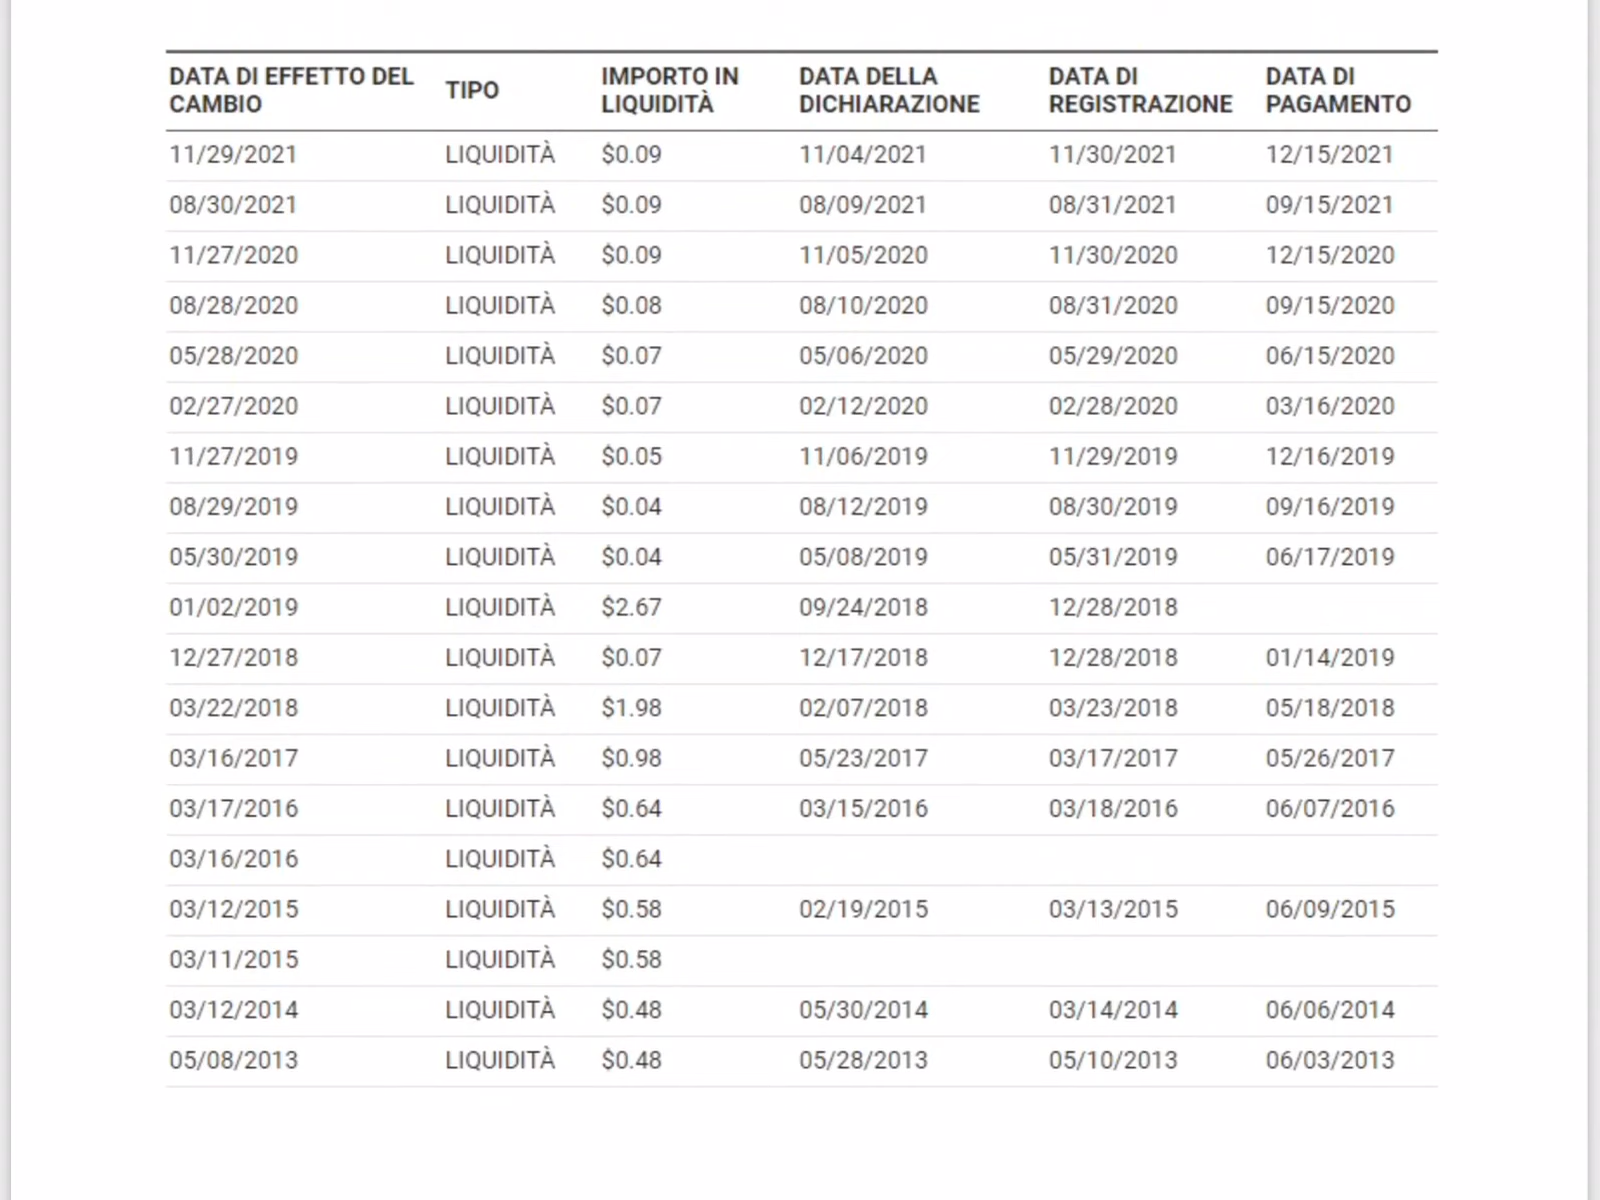 DATA DI EFFETTO DEL CAMBIO TIPO IMPORTO IN LIQUIDITÀ DATA DELLA DICHIARAZIONE DATA DI REGISTRAZIONE DATA DI PAGAMENTO
11/29/2021 LIQUIDITÀ $0.09 11/04/2021 11/30/2021 12/15/2021
08/30/2021 LIQUIDITÀ $0.09 08/09/2021 08/31/2021 09/15/2021
11/27/2020 LIQUIDITÀ $0.09 11/05/2020 11/30/2020 12/15/2020
08/28/2020 LIQUIDITÀ $0.08 08/10/2020 08/31/2020 09/15/2020
05/28/2020 LIQUIDITÀ $0.07 05/06/2020 05/29/2020 06/15/2020
02/27/2020 LIQUIDITÀ $0.07 02/12/2020 02/28/2020 03/16/2020
11/27/2019 LIQUIDITÀ $0.05 11/06/2019 11/29/2019 12/16/2019
08/29/2019 LIQUIDITÀ $0.04 08/12/2019 08/30/2019 09/16/2019
05/30/2019 LIQUIDITÀ $0.04 05/08/2019 05/31/2019 06/17/2019
01/02/2019 LIQUIDITÀ $2.67 09/24/2018 12/28/2018
12/27/2018 LIQUIDITÀ $0.07 12/17/2018 12/28/2018 01/14/2019
03/22/2018 LIQUIDITÀ $1.98 02/07/2018 03/23/2018 05/18/2018
03/16/2017 LIQUIDITÀ $0.98 05/23/2017 03/17/2017 05/26/2017
03/17/2016 LIQUIDITÀ $0.64 03/15/2016 03/18/2016 06/07/2016
03/16/2016 LIQUIDITÀ $0.64
03/12/2015 LIQUIDITÀ $0.58 02/19/2015 03/13/2015 06/09/2015
03/11/2015 LIQUIDITÀ $0.58
03/12/2014 LIQUIDITÀ $0.48 05/30/2014 03/14/2014 06/06/2014
05/08/2013 LIQUIDITÀ $0.48 05/28/2013 05/10/2013 06/03/2013